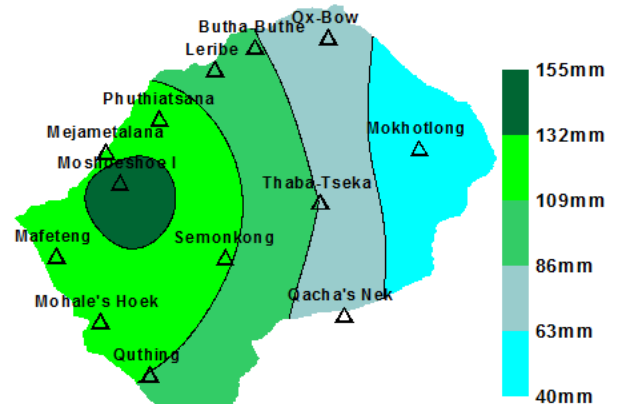 Ox-Bow
Butha-Buthe
Leribe
155mm
Phuthiatsana
Mejametalana
Mokhotlong
132mm
Moshoeshoe I
Thaba-Tseka
109mm
Mafeteng
Semonkong
86mm
Mohale's Hoek
Qacha's Nek
63mm
Quthing
40mm